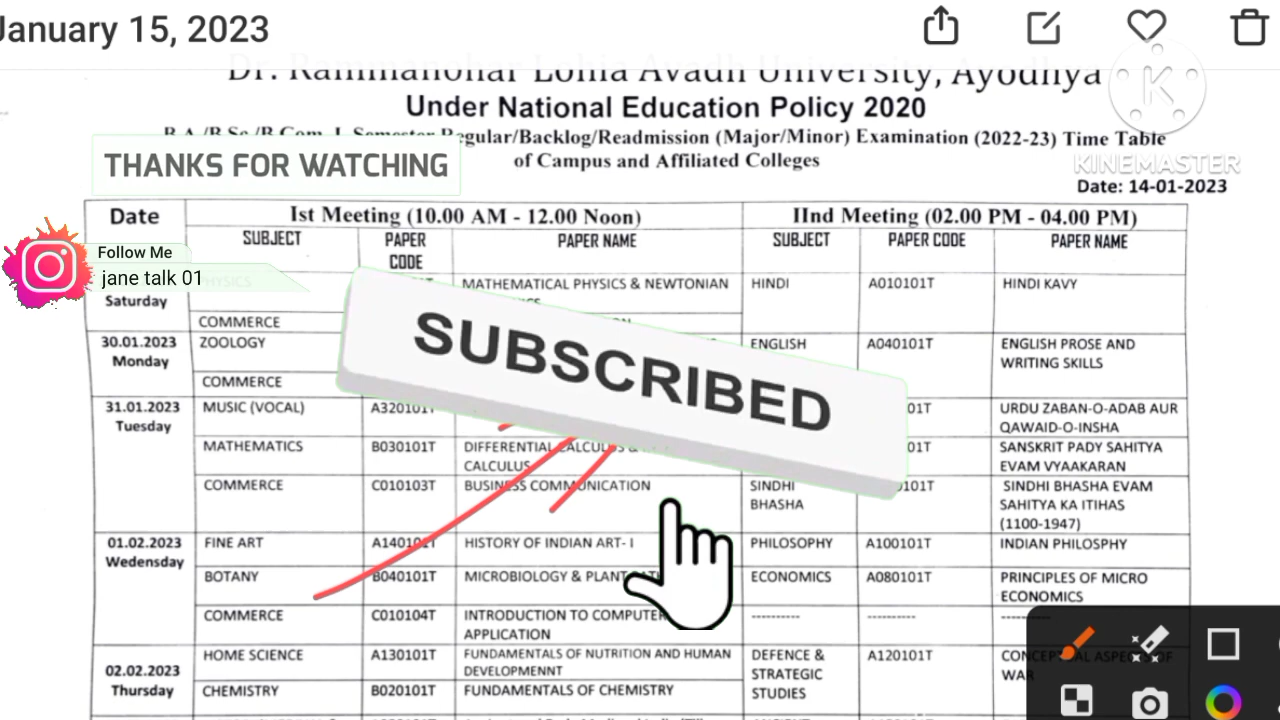 January 15, 2023
Dr. Rammanohar Lohia Avadh University, Ayodhya
Under National Education Policy 2020
B.A./B.Sc./B.Com. I- Semester Regular/Backlog/Readmission (Major/Minor) Examination (2022-23) Time Table
of Campus and Affiliated Colleges
THANKS FOR WATCHING
K
KINEMASTER
Date: 14-01-2023
Date
Ist Meeting (10.00 AM - 12.00 Noon)
IInd Meeting (02.00 PM - 04.00 PM)
SUBJECT
PAPER CODE
PAPER NAME
SUBJECT
PAPER CODE
PAPER NAME
Follow Me
jane talk 01
Saturday
PHYSICS
MATHEMATICAL PHYSICS & NEWTONIAN
HINDI
A010101T
HINDI KAVY
COMMERCE
SUBSCRIBED
30.01.2023
Monday
ZOOLOGY
ENGLISH
A040101T
ENGLISH PROSE AND
WRITING SKILLS
COMMERCE
31.01.2023
Tuesday
MUSIC (VOCAL)
A320101T
URDU ZABAN-O-ADAB AUR
QAWAID-O-INSHA
MATHEMATICS
B030101T
DIFFERENTIAL CALCULUS &
CALCULUS
SANSKRIT PADY SAHITYA
EVAM VYAAKARAN
COMMERCE
C010103T
BUSINESS COMMUNICATION
SINDHI
BHASHA
SINDHI BHASHA EVAM
SAHITYA KA ITIHAS
(1100-1947)
01.02.2023
Wednesday
FINE ART
A140101T
HISTORY OF INDIAN ART- I
PHILOSOPHY
A100101T
INDIAN PHILOSPHY
BOTANY
B040101T
MICROBIOLOGY & PLANT
ECONOMICS
A080101T
PRINCIPLES OF MICRO
ECONOMICS
COMMERCE
C010104T
INTRODUCTION TO COMPUTER
APPLICATION
----------
----------
----------
02.02.2023
Thursday
HOME SCIENCE
A130101T
FUNDAMENTALS OF NUTRITION AND HUMAN
DEVELOPMENNT
DEFENCE &
STRATEGIC
STUDIES
A120101T
CONCEPTUAL ASPECTS OF
WAR
CHEMISTRY
B020101T
FUNDAMENTALS OF CHEMISTRY